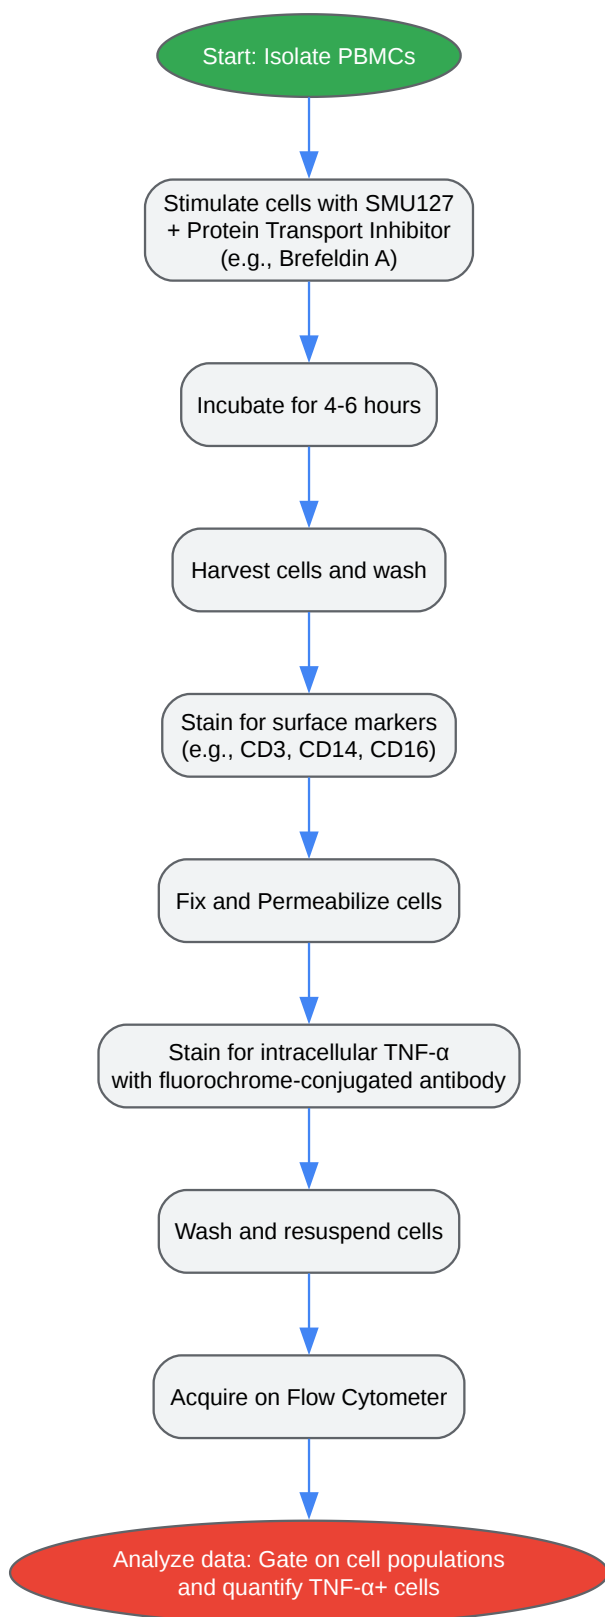 Start: Isolate PBMCs
Stimulate cells with SMU127
+ Protein Transport Inhibitor
(e.g., Brefeldin A)
Incubate for 4-6 hours
Harvest cells and wash
Stain for surface markers
(e.g., CD3, CD14, CD16)
Fix and Permeabilize cells
Stain for intracellular TNF-α
with fluorochrome-conjugated antibody
Wash and resuspend cells
Acquire on Flow Cytometer
Analyze data: Gate on cell populations
and quantify TNF-α+ cells